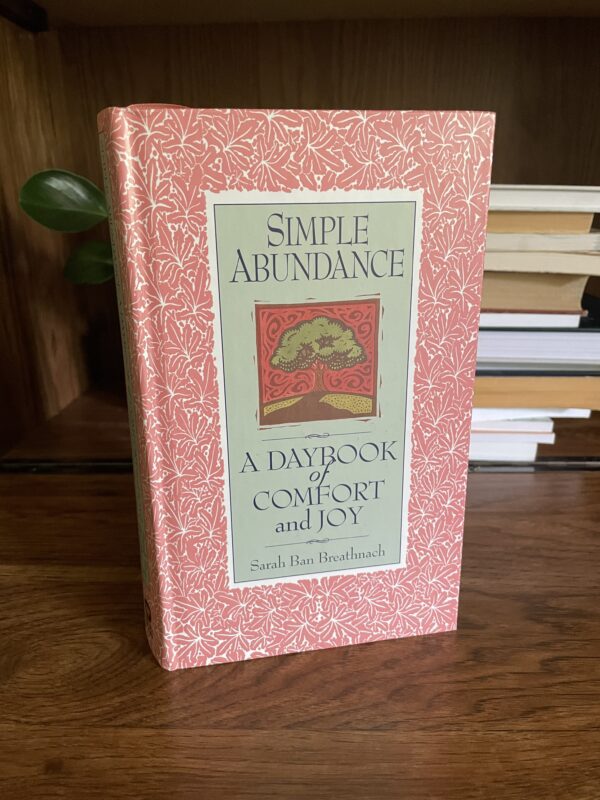 SIMPLE
ABUNDANCE
A DAYBOOK
of
COMFORT
and JOY
Sarah Ban Breathnach